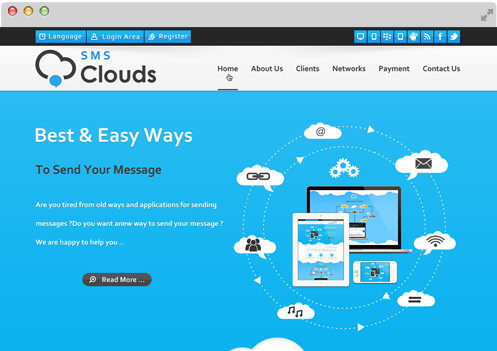 Language Login Area Register
SMS
Clouds
Home About Us Clients Networks Payment Contact Us
Best & Easy Ways
To Send Your Message
Are you tired from old ways and applications for sending
messages ?Do you want anew way to send your message ?
We are happy to help you ..
Read More ...
@